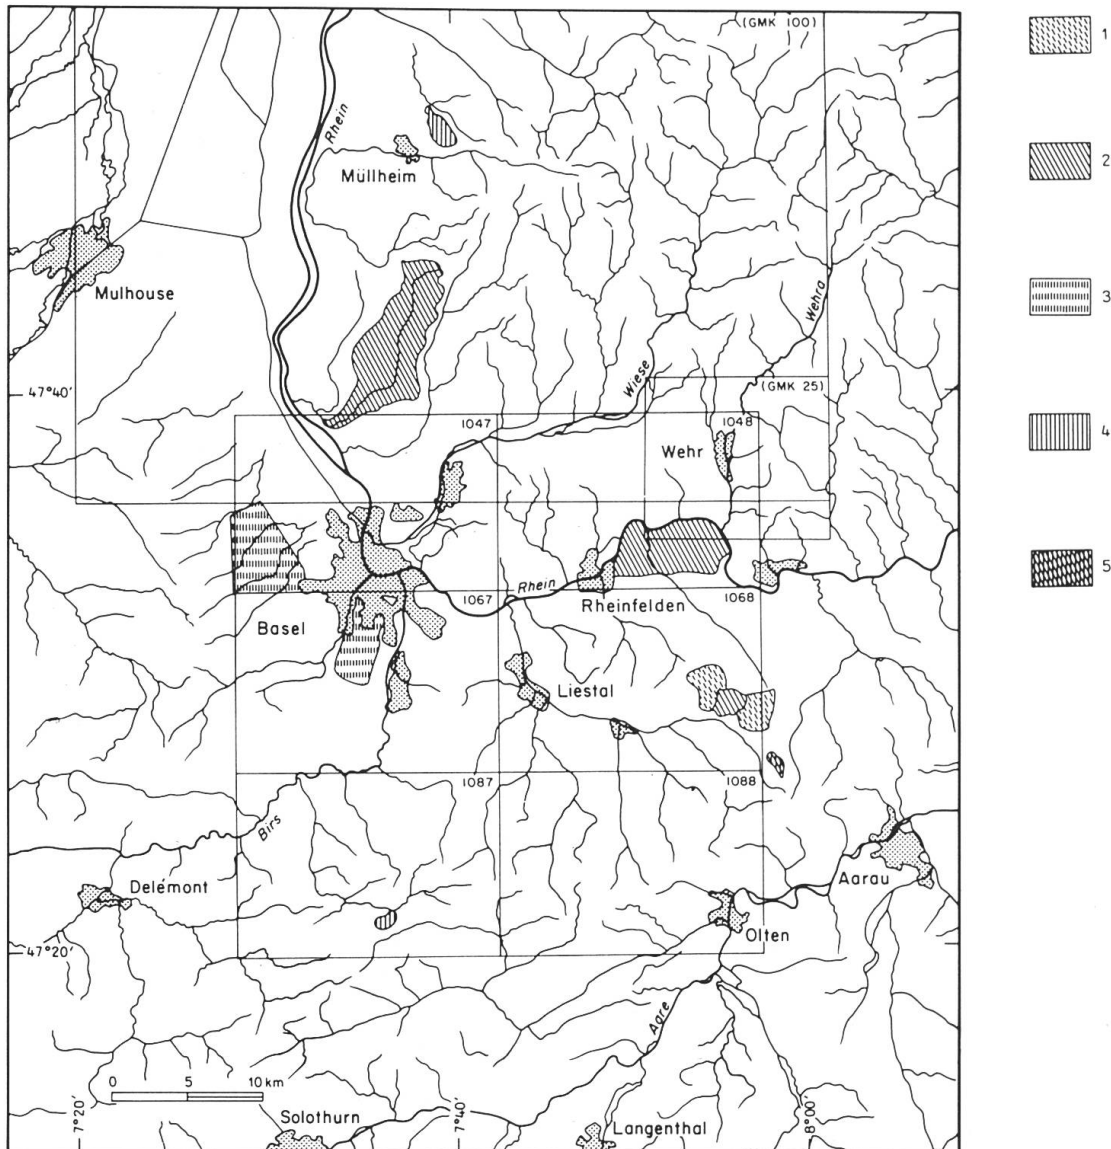 (GMK 100)
1
Rhein
Müllheim
2
Mulhouse
Wehra
3
47°40'
Wiese
(GMK 25)
1047
1048
Wehr
4
Rhein
5
1067
Rheinfelden
1068
Basel
Liestal
1087
1088
Birs
Delémont
Aarau
Olten
47°20'
Aare
0 5 10 km
Solothurn
Langenthal
7°20'
7°40'
8°00'